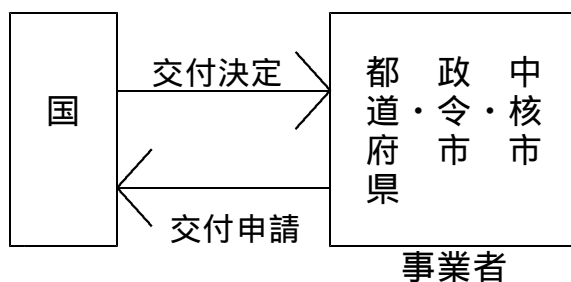 国
交付決定
交付申請
都道府県・政令市・中核市
事業者